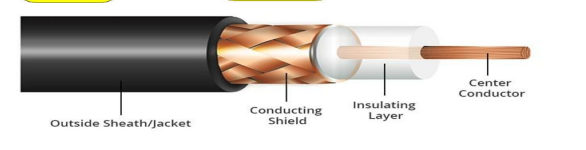 Outside Sheath/Jacket
Conducting
Shield
Insulating
Layer
Center
Conductor